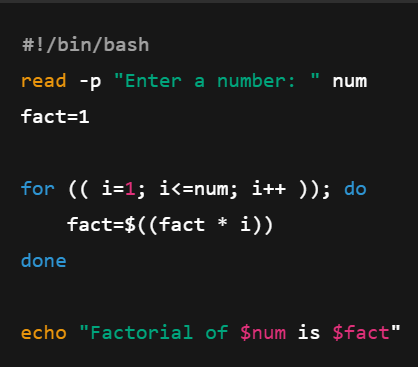 #!/bin/bash
read -p "Enter a number: " num
fact=1
for (( i=1; i<=num; i++ )); do
    fact=$((fact * i))
done
echo "Factorial of $num is $fact"